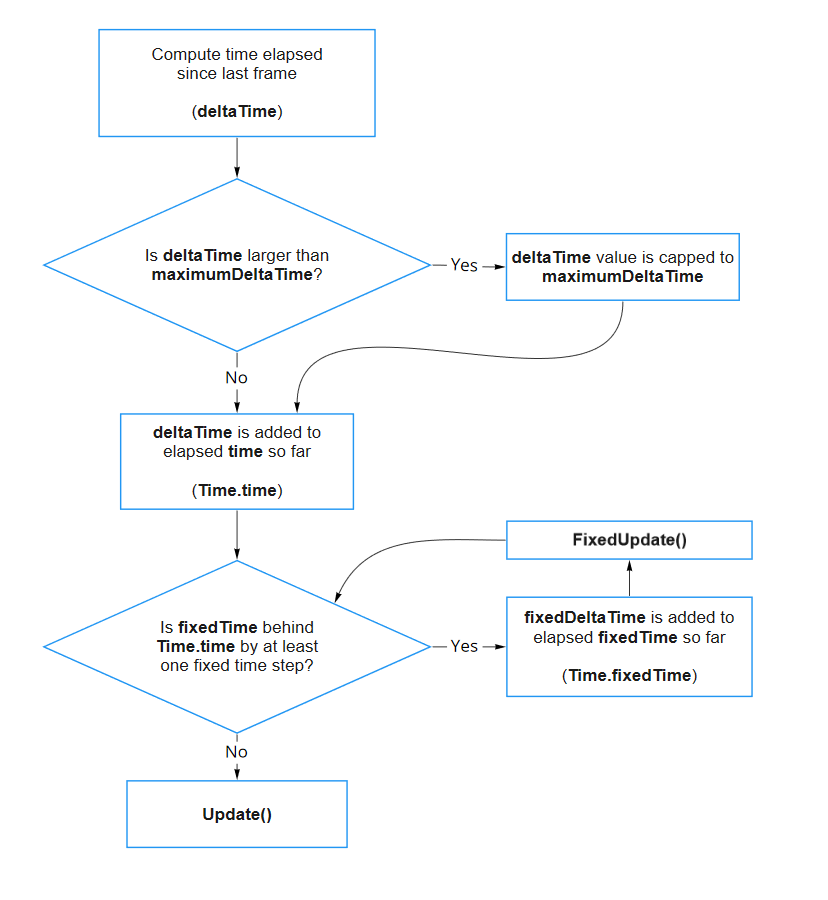 Compute time elapsed
since last frame
(deltaTime)
Is deltaTime larger than
maximumDeltaTime?
Yes
deltaTime value is capped to
maximumDeltaTime
No
deltaTime is added to
elapsed time so far
(Time.time)
FixedUpdate()
Is fixedTime behind
Time.time by at least
one fixed time step?
Yes
fixedDeltaTime is added to
elapsed fixedTime so far
(Time.fixedTime)
No
Update()